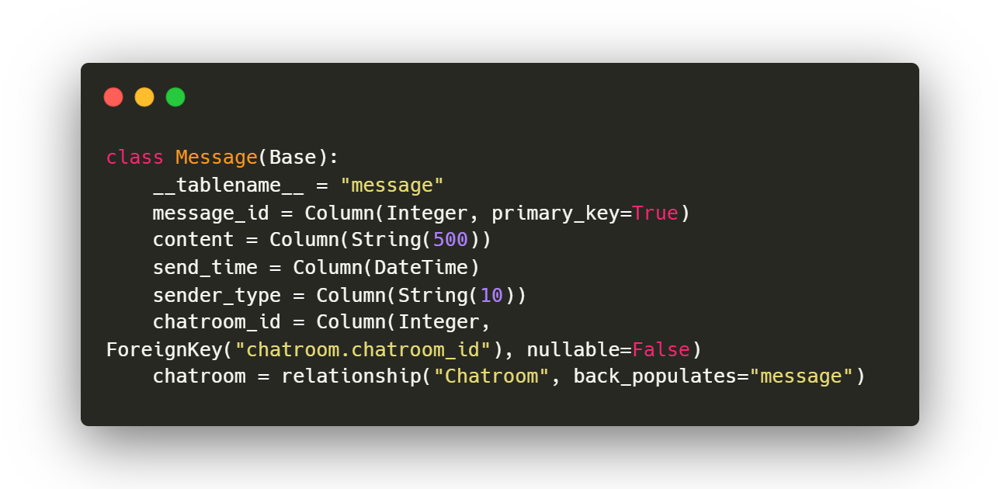 class Message(Base):
    __tablename__ = "message"
    message_id = Column(Integer, primary_key=True)
    content = Column(String(500))
    send_time = Column(DateTime)
    sender_type = Column(String(10))
    chatroom_id = Column(Integer,
ForeignKey("chatroom.chatroom_id"), nullable=False)
    chatroom = relationship("Chatroom", back_populates="message")